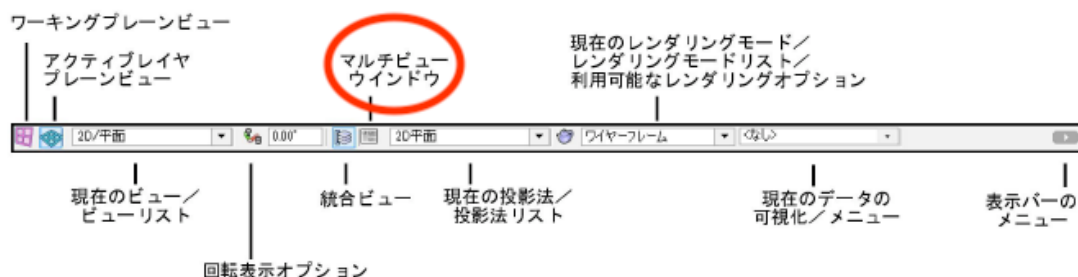 ワーキングプレーンビュー
アクティブレイヤ
プレーンビュー
マルチビュー
ウインドウ
現在のレンダリングモード／
レンダリングモードリスト／
利用可能なレンダリングオプション
2D/平面
0.00°
2D平面
ワイヤーフレーム
<なし>
現在のビュー／
ビューリスト
回転表示オプション
統合ビュー
現在の投影法／
投影法リスト
現在のデータの
可視化／メニュー
表示バーの
メニュー